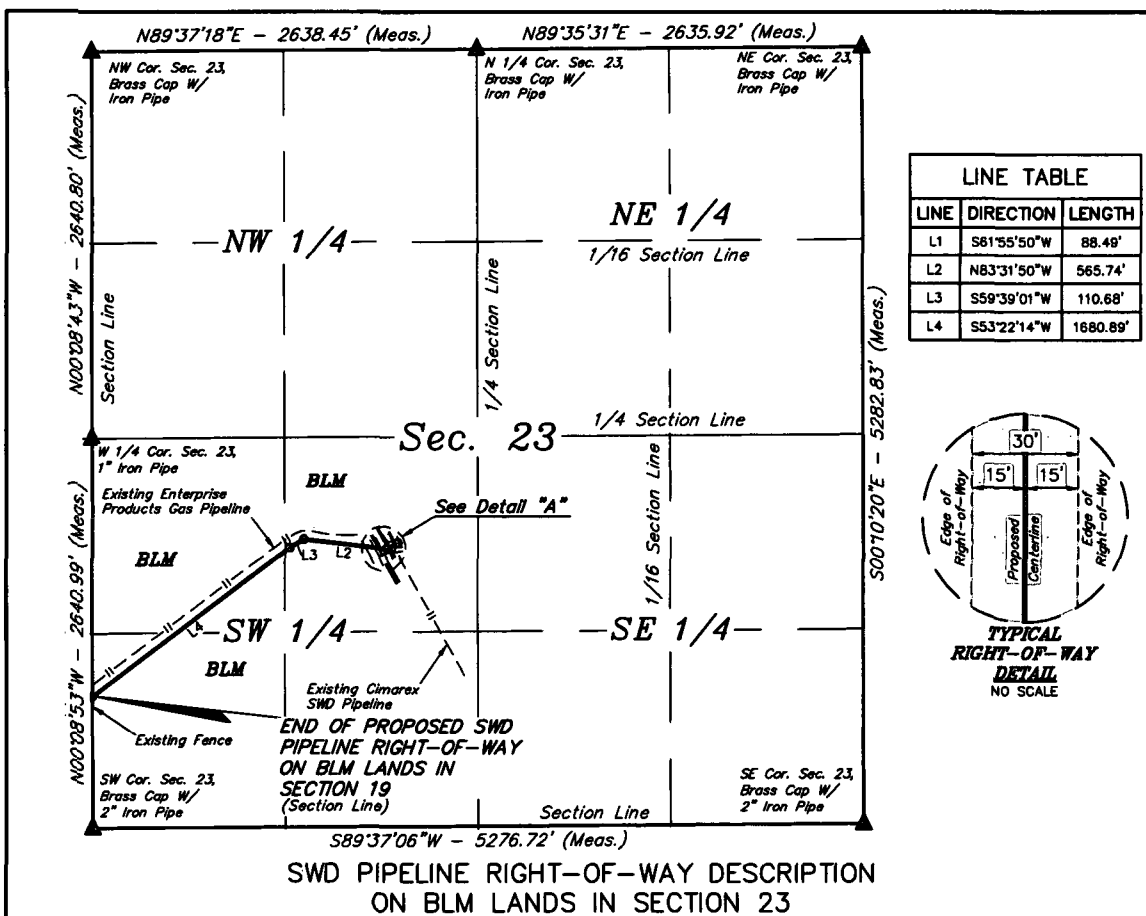 N89°37'18"E - 2638.45' (Meas.)
N89°35'31"E - 2635.92' (Meas.)
NW Cor. Sec. 23,
Brass Cap W/
Iron Pipe
N 1/4 Cor. Sec. 23,
Brass Cap W/
Iron Pipe
NE Cor. Sec. 23,
Brass Cap W/
Iron Pipe
N00°08'43"W - 2640.80' (Meas.)
Section Line
NW 1/4
NE 1/4
1/16 Section Line
1/4 Section Line
S00°10'20"E - 5282.83' (Meas.)
LINE TABLE
LINE DIRECTION LENGTH
L1 S61°55'50"W 88.49'
L2 N83°31'50"W 565.74'
L3 S59°39'01"W 110.68'
L4 S53°22'14"W 1680.89'
Sec. 23
1/4 Section Line
W 1/4 Cor. Sec. 23,
1" Iron Pipe
Existing Enterprise
Products Gas Pipeline
BLM
See Detail "A"
1/16 Section Line
BLM
L3
L2
L4
SW 1/4
SE 1/4
BLM
N00°08'53"W - 2640.99' (Meas.)
Existing Cimarex
SWD Pipeline
Existing Fence
END OF PROPOSED SWD
PIPELINE RIGHT-OF-WAY
ON BLM LANDS IN
SECTION 19
(Section Line)
SW Cor. Sec. 23,
Brass Cap W/
2" Iron Pipe
SE Cor. Sec. 23,
Brass Cap W/
2" Iron Pipe
Section Line
S89°37'06"W - 5276.72' (Meas.)
30'
15' 15'
Edge of
Right-of-Way
Proposed
Centerline
Edge of
Right-of-Way
TYPICAL
RIGHT-OF-WAY
DETAIL
NO SCALE
SWD PIPELINE RIGHT-OF-WAY DESCRIPTION
ON BLM LANDS IN SECTION 23